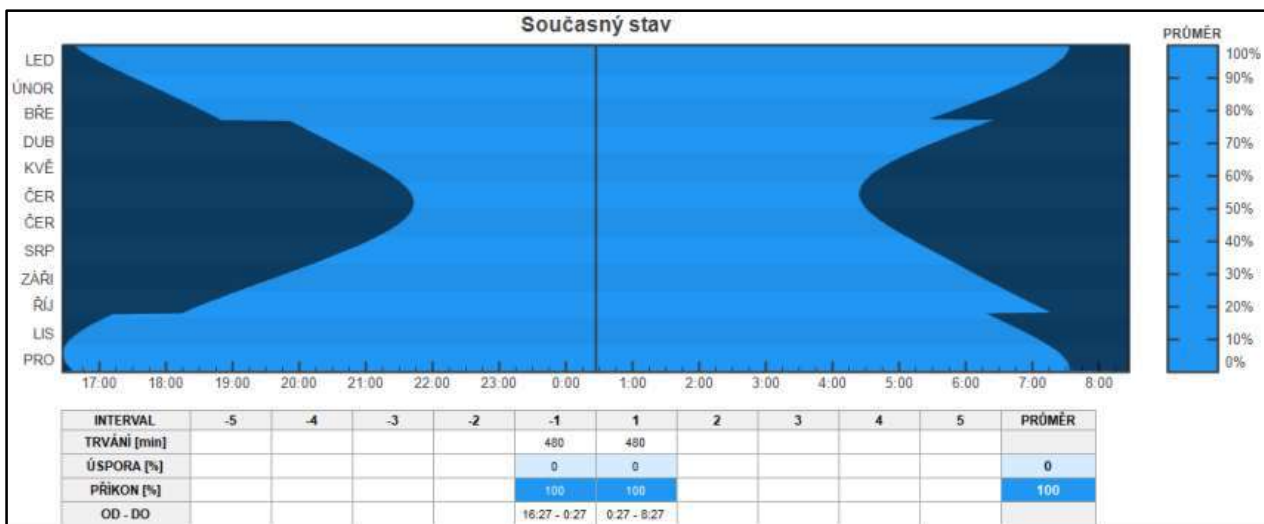 Současný stav
PRŮMĚR
LED
ÚNOR
BŘE
DUB
KVĚ
ČER
ČER
SRP
ZÁŘI
ŘÍJ
LIS
PRO
100%
90%
80%
70%
60%
50%
40%
30%
20%
10%
0%
17:00 18:00 19:00 20:00 21:00 22:00 23:00 0:00 1:00 2:00 3:00 4:00 5:00 6:00 7:00 8:00
INTERVAL -5 -4 -3 -2 -1 1 2 3 4 5 PRŮMĚR
TRVÁNÍ [min] 480 480
ÚSPORA [%] 0 0 0
PŘÍKON [%] 100 100 100
OD - DO 16:27 - 0:27 0:27 - 8:27